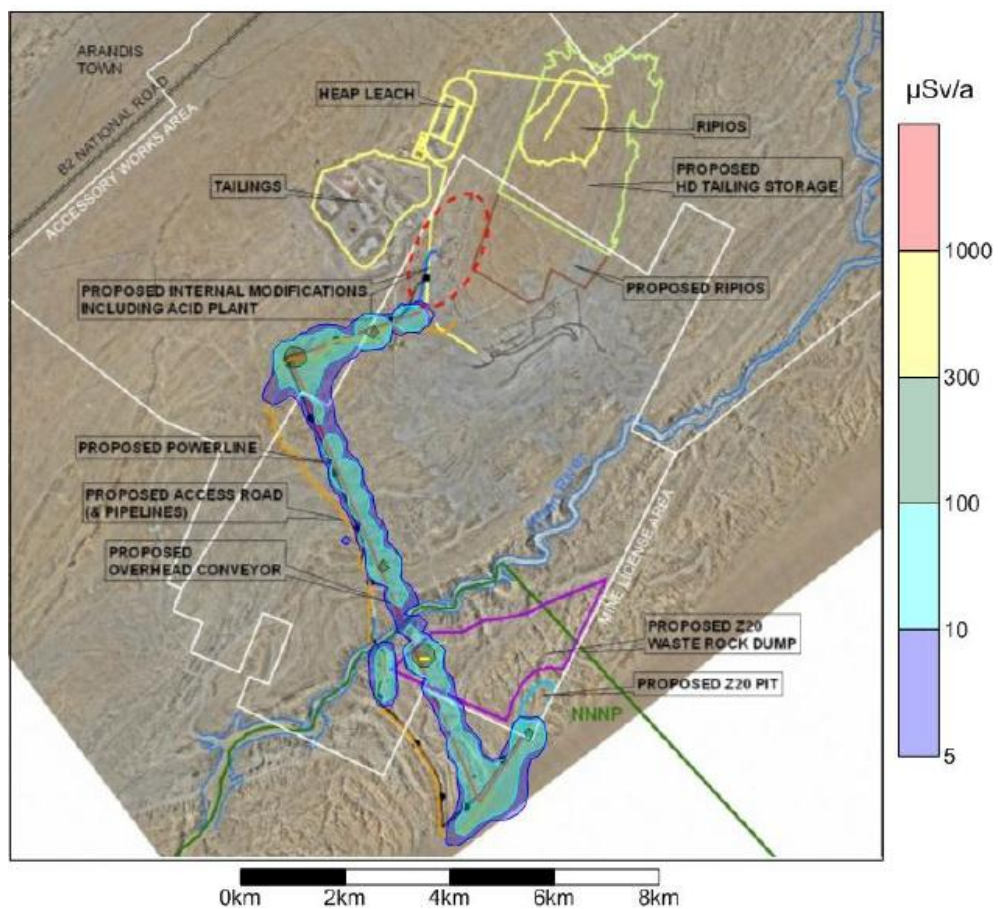 ARANDIS
TOWN
B2 NATIONAL ROAD
ACCESSORY WORKS AREA
HEAP LEACH
RIPIOS
TAILINGS
PROPOSED
HD TAILING STORAGE
PROPOSED INTERNAL MODIFICATIONS
INCLUDING ACID PLANT
PROPOSED RIPIOS
PROPOSED POWERLINE
PROPOSED ACCESS ROAD
(& PIPELINES)
PROPOSED
OVERHEAD CONVEYOR
River
MINE LICENSE AREA
PROPOSED Z20
WASTE ROCK DUMP
PROPOSED Z20 PIT
NNNP
µSv/a
1000
300
100
10
5
0km
2km
4km
6km
8km